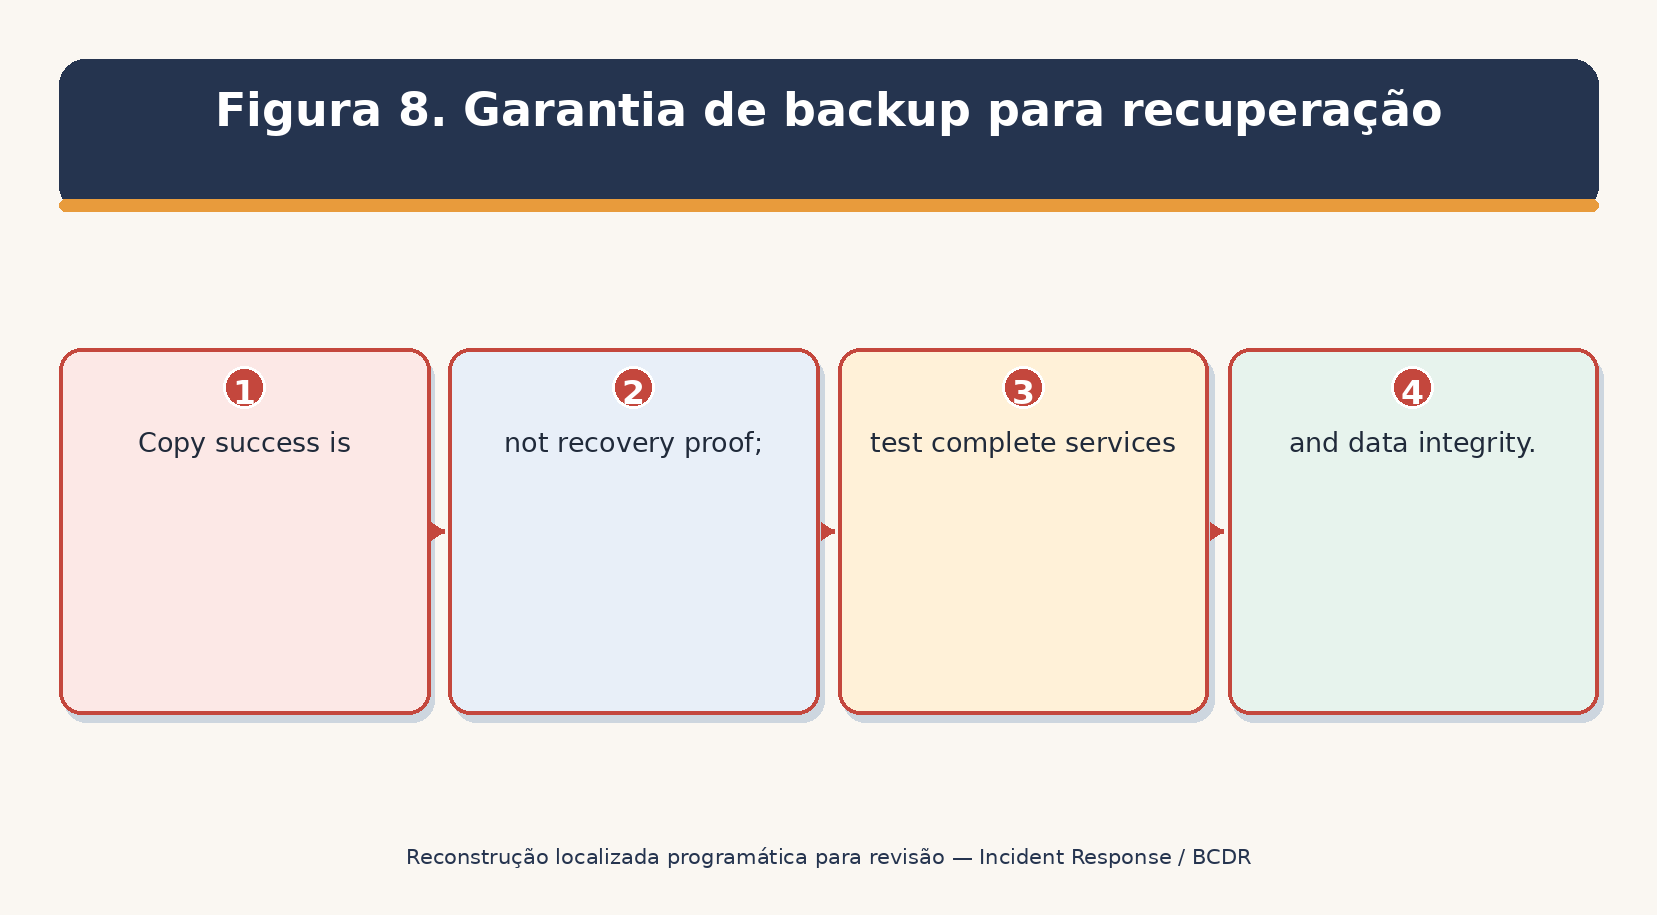 Figura 8. Garantia de backup para recuperação
1
Copy success is
2
not recovery proof;
3
test complete services
4
and data integrity.
Reconstrução localizada programática para revisão — Incident Response / BCDR